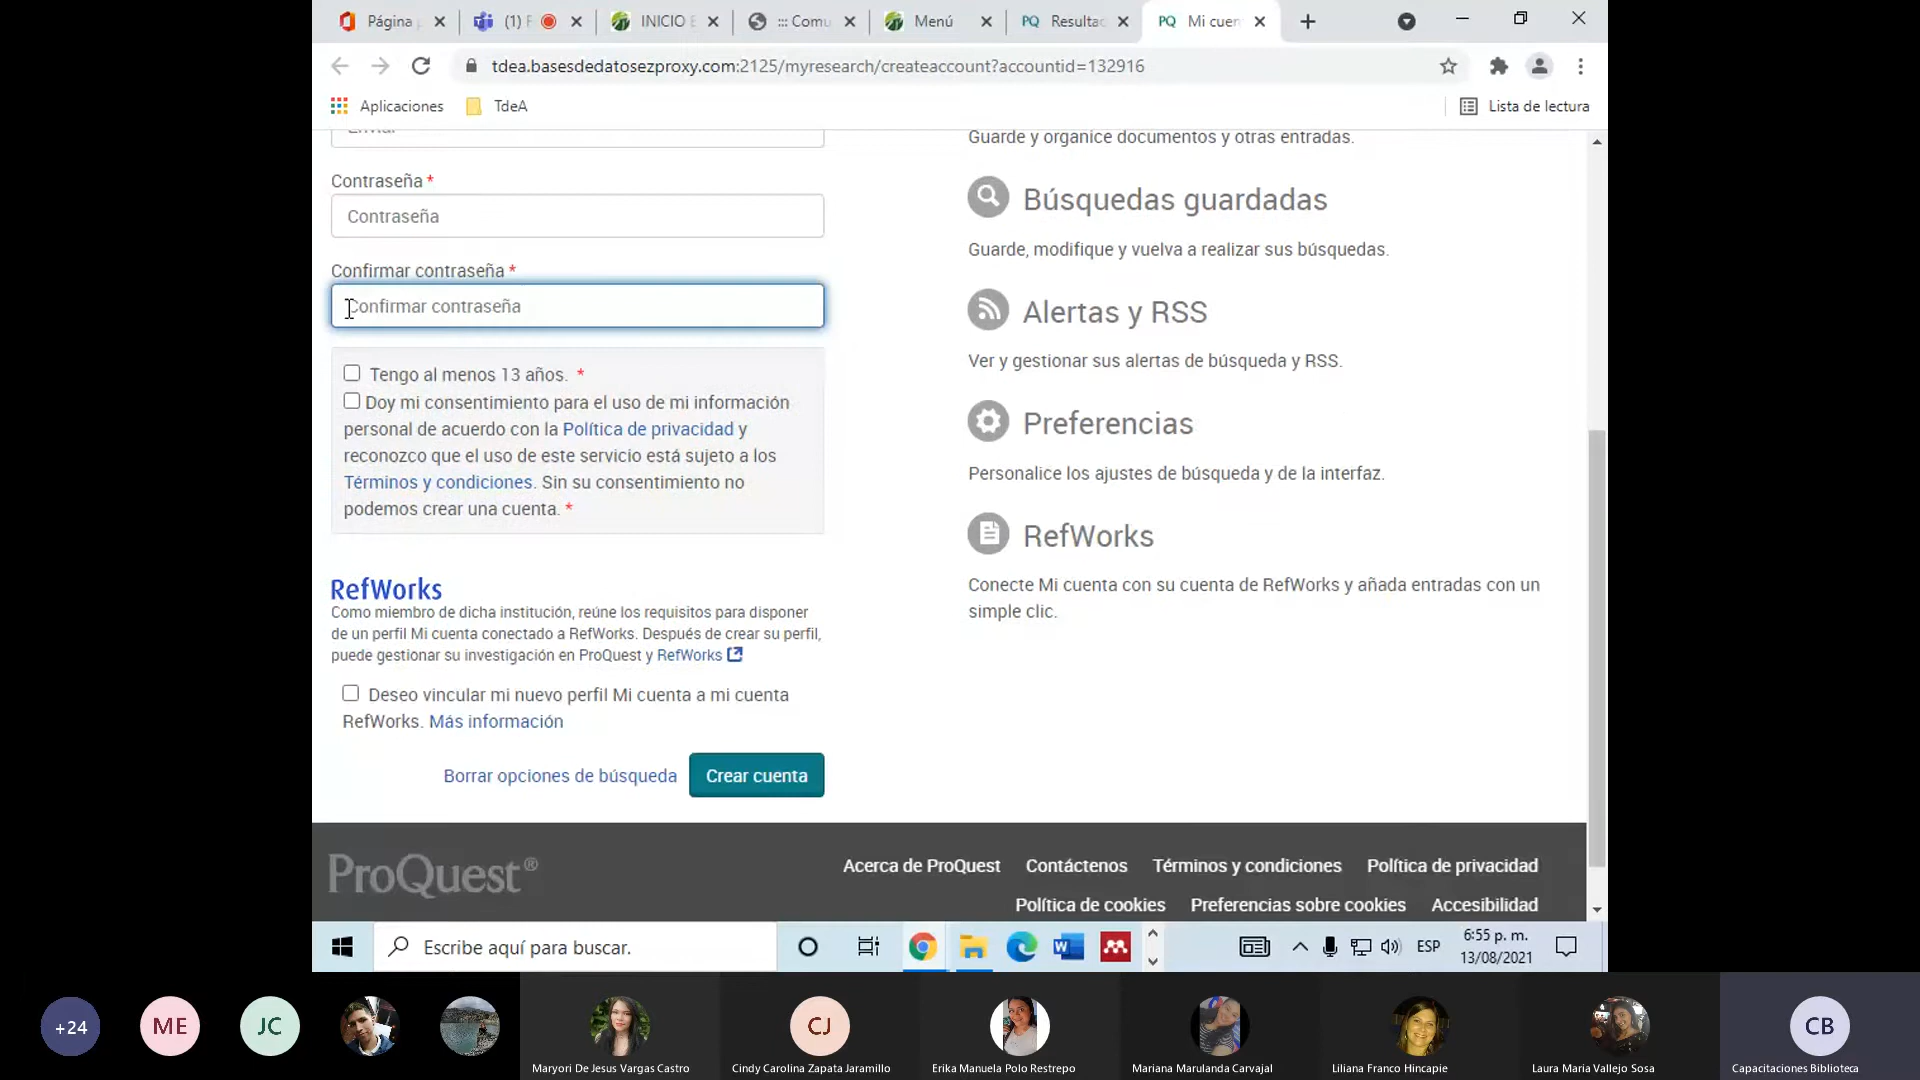 Página
(1) F
INICIO E
::: Comu
Menú
PQ Resultad
PQ Mi cuen
tdea.basesdedatosezproxy.com:2125/myresearch/createaccount?accountid=132916
Aplicaciones
TdeA
Lista de lectura
Enviar
Contraseña *
Contraseña
Confirmar contraseña *
Confirmar contraseña
Tengo al menos 13 años. *
Doy mi consentimiento para el uso de mi información
personal de acuerdo con la Política de privacidad y
reconozco que el uso de este servicio está sujeto a los
Términos y condiciones. Sin su consentimiento no
podemos crear una cuenta. *
RefWorks
Como miembro de dicha institución, reúne los requisitos para disponer
de un perfil Mi cuenta conectado a RefWorks. Después de crear su perfil,
puede gestionar su investigación en ProQuest y RefWorks
Deseo vincular mi nuevo perfil Mi cuenta a mi cuenta
RefWorks. Más información
Borrar opciones de búsqueda
Crear cuenta
Guarde y organice documentos y otras entradas.
Búsquedas guardadas
Guarde, modifique y vuelva a realizar sus búsquedas.
Alertas y RSS
Ver y gestionar sus alertas de búsqueda y RSS.
Preferencias
Personalice los ajustes de búsqueda y de la interfaz.
RefWorks
Conecte Mi cuenta con su cuenta de RefWorks y añada entradas con un
simple clic.
ProQuest®
Acerca de ProQuest
Contáctenos
Términos y condiciones
Política de privacidad
Política de cookies
Preferencias sobre cookies
Accesibilidad
Escribe aquí para buscar.
ESP
6:55 p. m.
13/08/2021
+24
ME
JC
CJ
CB
Maryori De Jesus Vargas Castro
Cindy Carolina Zapata Jaramillo
Erika Manuela Polo Restrepo
Mariana Marulanda Carvajal
Liliana Franco Hincapie
Laura Maria Vallejo Sosa
Capacitaciones Biblioteca